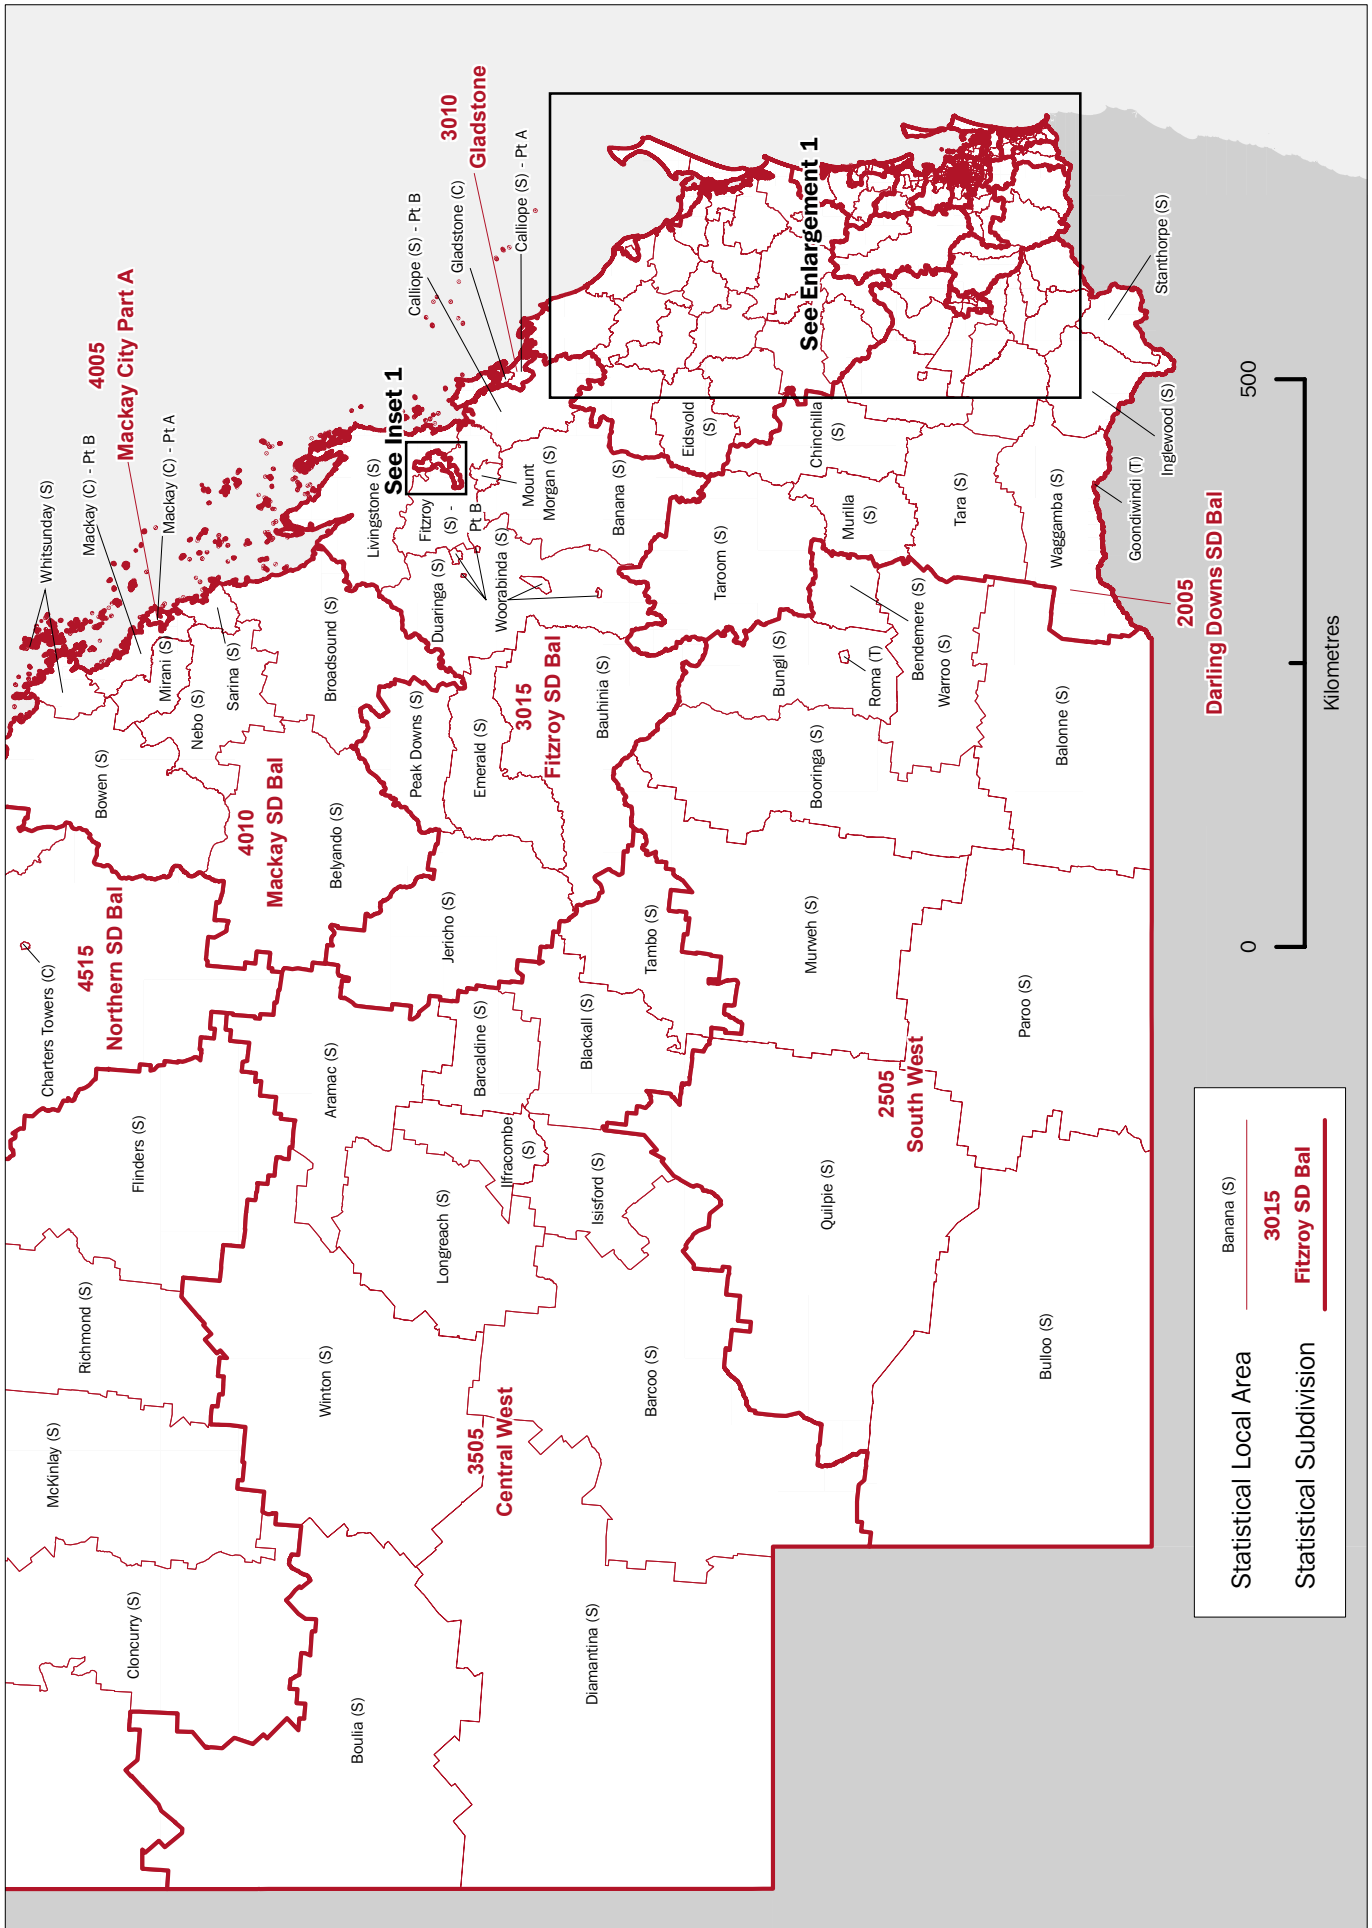 Whitsunday (S)
Mackay (C) - Pt B
4005
Mackay City Part A
Mackay (C) - Pt A
Charters Towers (C)
4515
Northern SD Bal
Bowen (S)
Mirani (S)
Nebo (S)
Sarina (S)
McKinlay (S)
Richmond (S)
Flinders (S)
Cloncurry (S)
4010
Mackay SD Bal
Broadsound (S)
Belyando (S)
See Inset 1
Livingstone (S)
Calliope (S) - Pt B
3010
Gladstone
Gladstone (C)
Calliope (S) - Pt A
Boulia (S)
Winton (S)
Aramac (S)
Peak Downs (S)
Fitzroy
(S) -
Pt B
Duaringa (S)
Longreach (S)
Jericho (S)
Barcaldine (S)
Emerald (S)
Woorabinda (S)
Mount
Morgan (S)
3505
Central West
Ilfracombe
(S)
3015
Fitzroy SD Bal
Diamantina (S)
Isisford (S)
Blackall (S)
Bauhinia (S)
Banana (S)
Barcoo (S)
Tambo (S)
Eidsvold
(S)
Taroom (S)
See Enlargement 1
Quilpie (S)
Murweh (S)
Booringa (S)
Bungil (S)
Roma (T)
Bendemere (S)
Warroo (S)
Murilla
(S)
Chinchilla
(S)
2505
South West
Tara (S)
Bulloo (S)
Paroo (S)
Balonne (S)
Waggamba (S)
Goondiwindi (T)
Inglewood (S)
Stanthorpe (S)
2005
Darling Downs SD Bal
Statistical Local Area
Banana (S)
Statistical Subdivision
3015
Fitzroy SD Bal
0
500
Kilometres